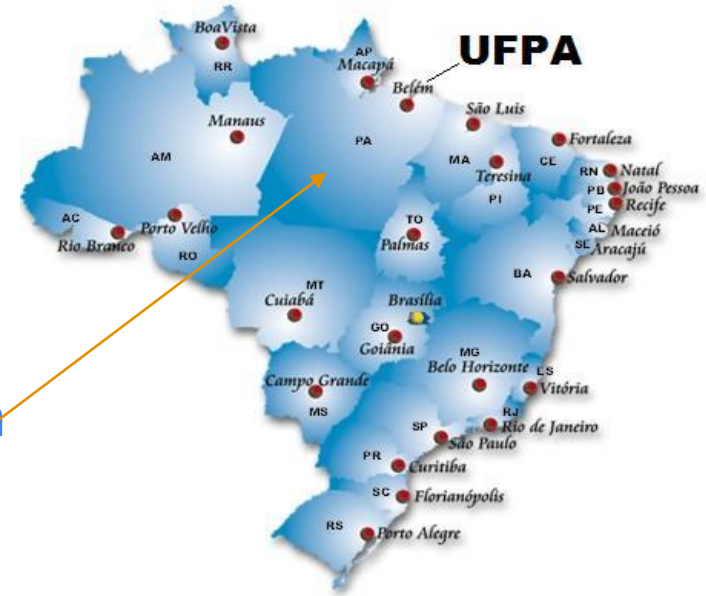 BoaVista
RR
AP
Macapá
UFPA
Belém
Manaus
São Luis
Fortaleza
AM
PA
MA
Teresina
CE
RN
Natal
PB
João Pessoa
PI
PE
Recife
AC
Porto Velho
TO
AL
Maceió
Rio Branco
RO
Palmas
SE
Aracajú
BA
Salvador
MT
Cuiabá
Brasília
GO
Goiânia
MG
Belo Horizonte
ES
Campo Grande
Vitória
MS
RJ
SP
Rio de Janeiro
São Paulo
PR
Curitiba
SC
Florianópolis
RS
Porto Alegre